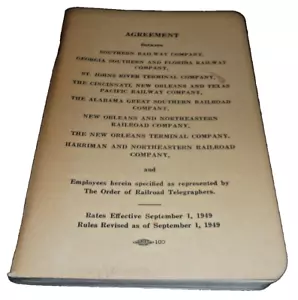 AGREEMENT
Between
SOUTHERN RAILWAY COMPANY,
GEORGIA SOUTHERN AND FLORIDA RAILWAY
COMPANY,
ST. JOHNS RIVER TERMINAL COMPANY,
THE CINCINNATI, NEW ORLEANS AND TEXAS
PACIFIC RAILWAY COMPANY,
THE ALABAMA GREAT SOUTHERN RAILROAD
COMPANY,
NEW ORLEANS AND NORTHEASTERN
RAILROAD COMPANY,
THE NEW ORLEANS TERMINAL COMPANY,
HARRIMAN AND NORTHEASTERN RAILROAD
COMPANY,
and
Employees herein specified as represented by
The Order of Railroad Telegraphers.
Rates Effective September 1, 1949
Rules Revised as of September 1, 1949